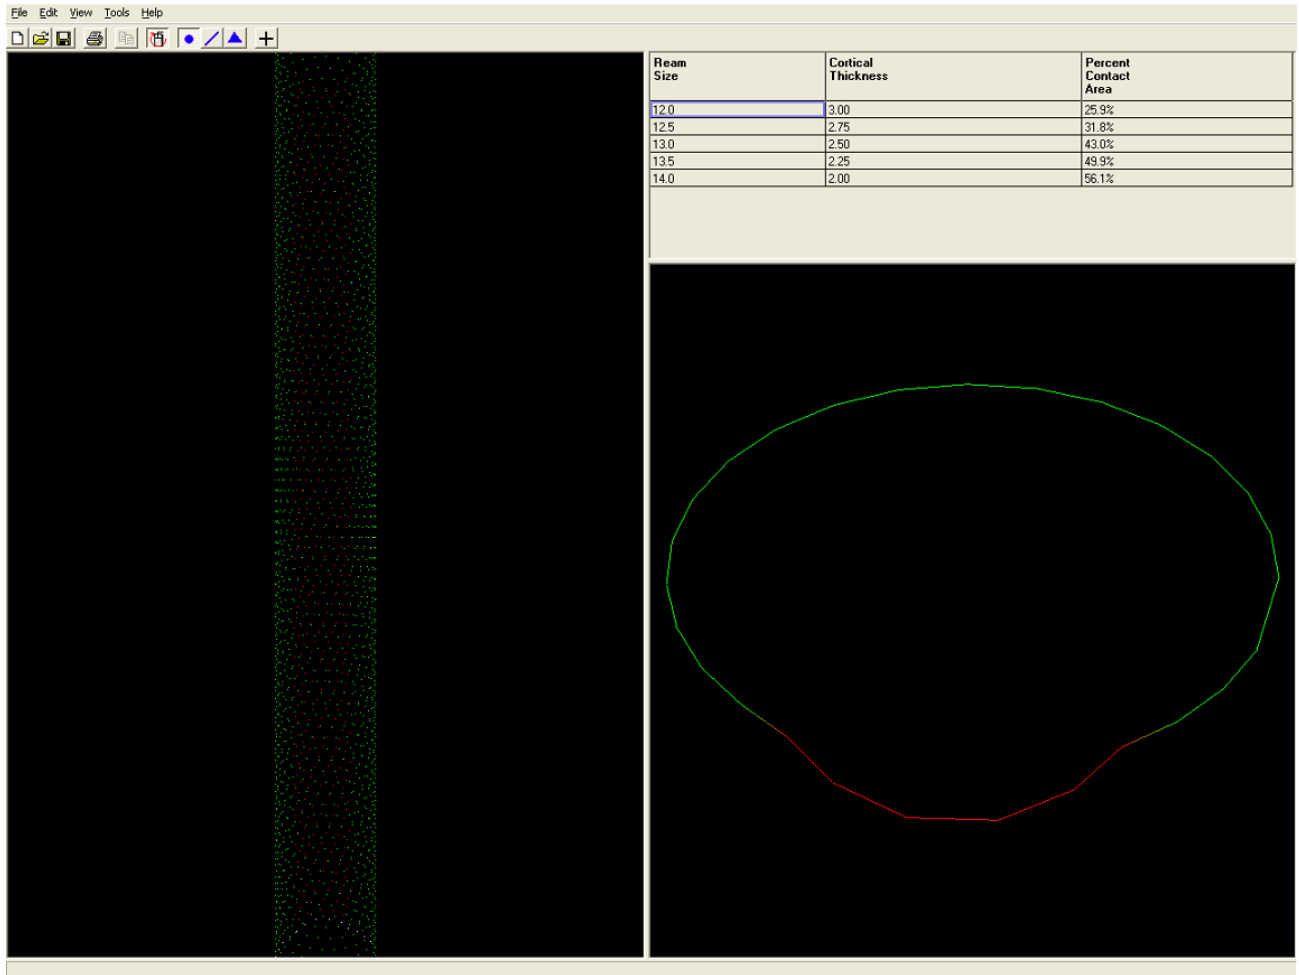 File Edit View Tools Help
Ream Size Cortical Thickness Percent Contact Area
12.0 3.00 25.9%
12.5 2.75 31.8%
13.0 2.50 43.0%
13.5 2.25 49.9%
14.0 2.00 56.1%